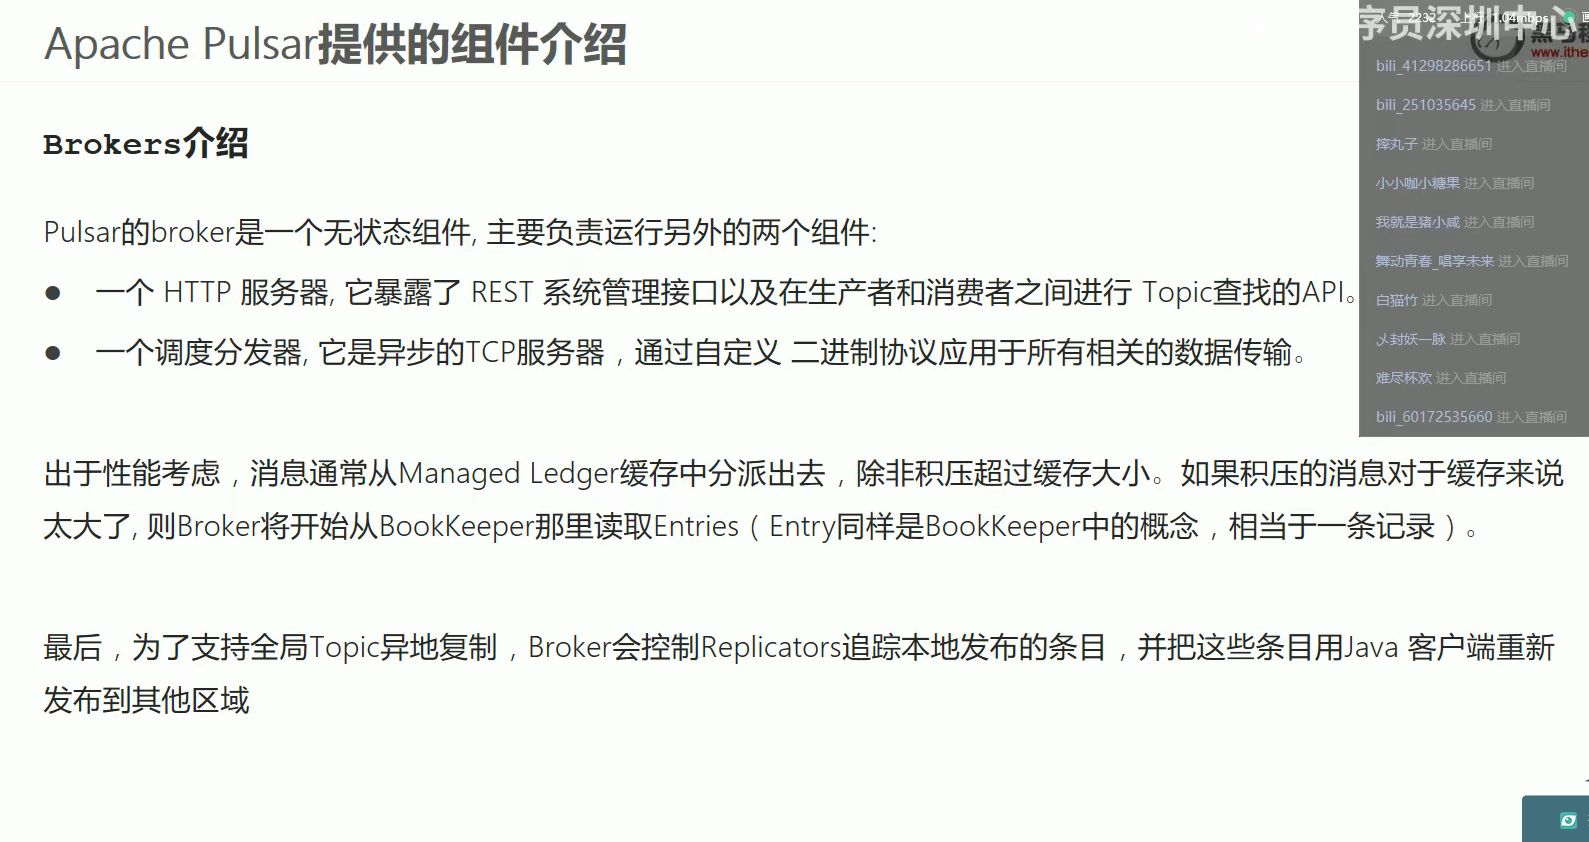 Apache Pulsar提供的组件介绍
Brokers介绍
Pulsar的broker是一个无状态组件, 主要负责运行另外的两个组件:
● 一个 HTTP 服务器, 它暴露了 REST 系统管理接口以及在生产者和消费者之间进行 Topic查找的API。
● 一个调度分发器, 它是异步的TCP服务器，通过自定义 二进制协议应用于所有相关的数据传输。
出于性能考虑，消息通常从Managed Ledger缓存中分派出去，除非积压超过缓存大小。如果积压的消息对于缓存来说
太大了, 则Broker将开始从BookKeeper那里读取Entries（Entry同样是BookKeeper中的概念，相当于一条记录）。
最后，为了支持全局Topic异地复制，Broker会控制Replicators追踪本地发布的条目，并把这些条目用Java 客户端重新
发布到其他区域
人气 2232 上行 1.04mbps
序员深圳中心
www.ithe
bili_41298286651 进入直播间
bili_251035645 进入直播间
摔丸子 进入直播间
小小咖小糖果 进入直播间
我就是猪小咸 进入直播间
舞动青春_唱享未来 进入直播间
白猫竹 进入直播间
乄封妖一脉 进入直播间
难尽杯欢 进入直播间
bili_60172535660 进入直播间